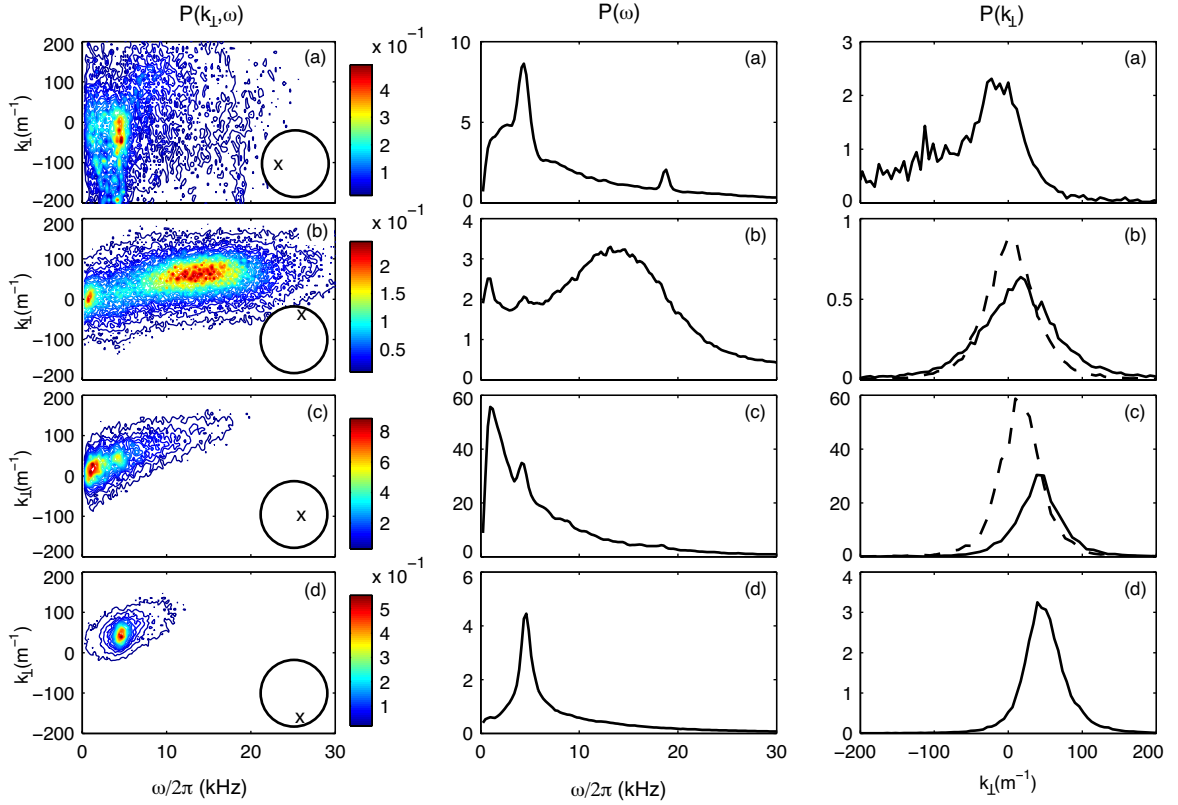 P(k⊥,ω) P(ω) P(k⊥)
x 10⁻¹
200 100 0 −100 −200
k⊥(m⁻¹)
(a)
x
4 3 2 1
10 5 0
(a)
3 2 1 0
(a)
x 10⁻¹
200 100 0 −100 −200
k⊥(m⁻¹)
(b)
x
2 1.5 1 0.5
4 3 2 1 0
(b)
1 0.5 0
(b)
200 100 0 −100 −200
k⊥(m⁻¹)
(c)
x
8 7 6 5 4 3 2 1
60 40 20 0
(c)
60 40 20 0
(c)
x 10⁻¹
200 100 0 −100 −200
k⊥(m⁻¹)
(d)
x
5 4 3 2 1
6 4 2 0
(d)
4 3 2 1 0
(d)
0 10 20 30
0 10 20 30
−200 −100 0 100 200
ω/2π (kHz) ω/2π (kHz) k⊥(m⁻¹)